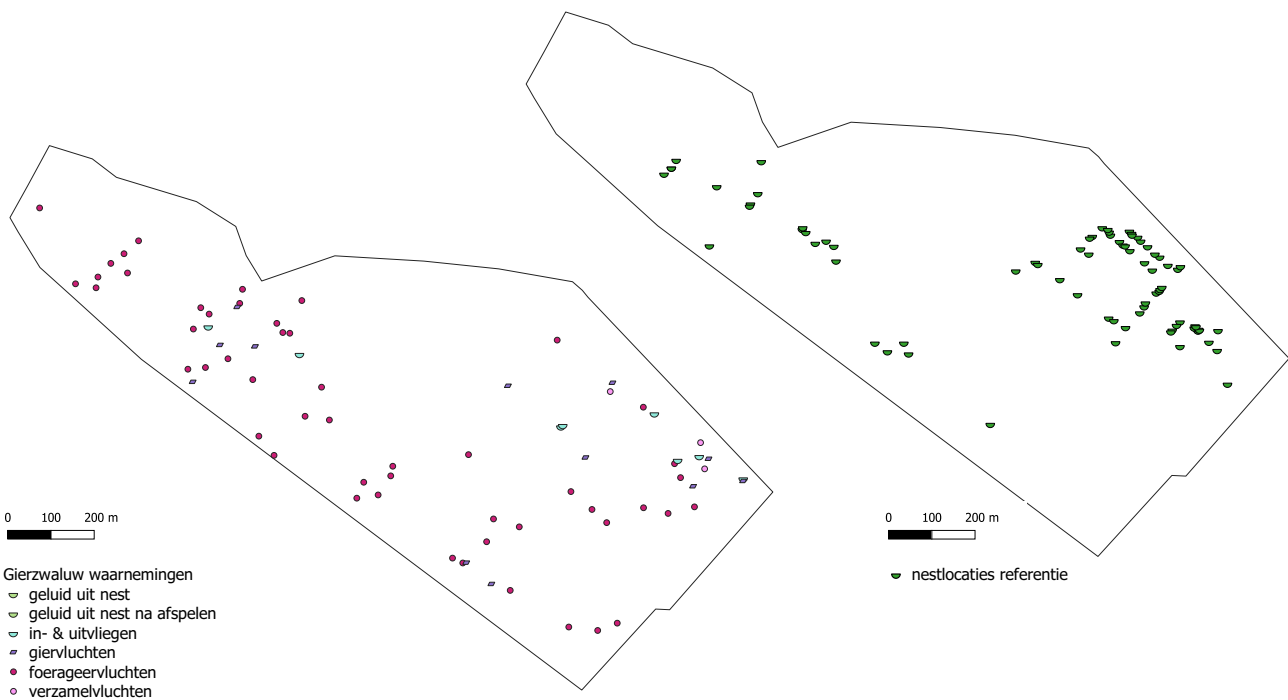 0 100 200 m
Gierzwaluw waarnemingen
geluid uit nest
geluid uit nest na afspelen
in- & uitvliegen
giervluchten
foerageervluchten
verzamelvluchten
0 100 200 m
nestlocaties referentie